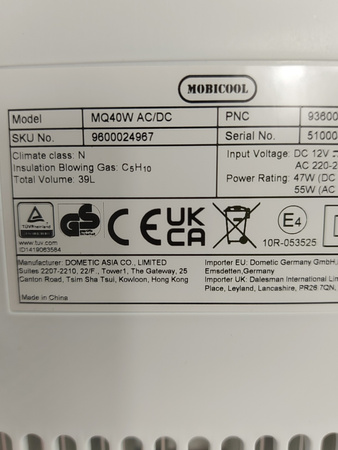 MOBICOOL
Model MQ40W AC/DC PNC 93600
SKU No. 9600024967 Serial No. 51000
Climate class: N
Insulation Blowing Gas: C5H10
Total Volume: 39L
Input Voltage: DC 12V
AC 220-2
Power Rating: 47W (DC
55W (AC
TÜVRheinland
www.tuv.com
ID1419063564
GS
CE
UK
CA
E4
10R-053525
Manufacturer: DOMETIC ASIA CO., LIMITED
Suites 2207-2210, 22/F., Tower1, The Gateway, 25
Canton Road, Tsim Sha Tsui, Kowloon, Hong Kong
Made in China
Importer EU: Dometic Germany GmbH,
Emsdetten,Germany
Importer UK: Dalesman International Lim
Place, Leyland, Lancashire, PR26.7QN,